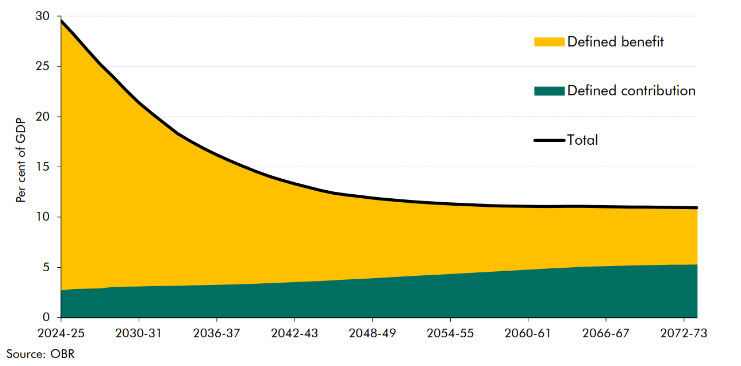 30
25
20
15
10
5
0
Per cent of GDP
Defined benefit
Defined contribution
Total
2024-25 2030-31 2036-37 2042-43 2048-49 2054-55 2060-61 2066-67 2072-73
Source: OBR